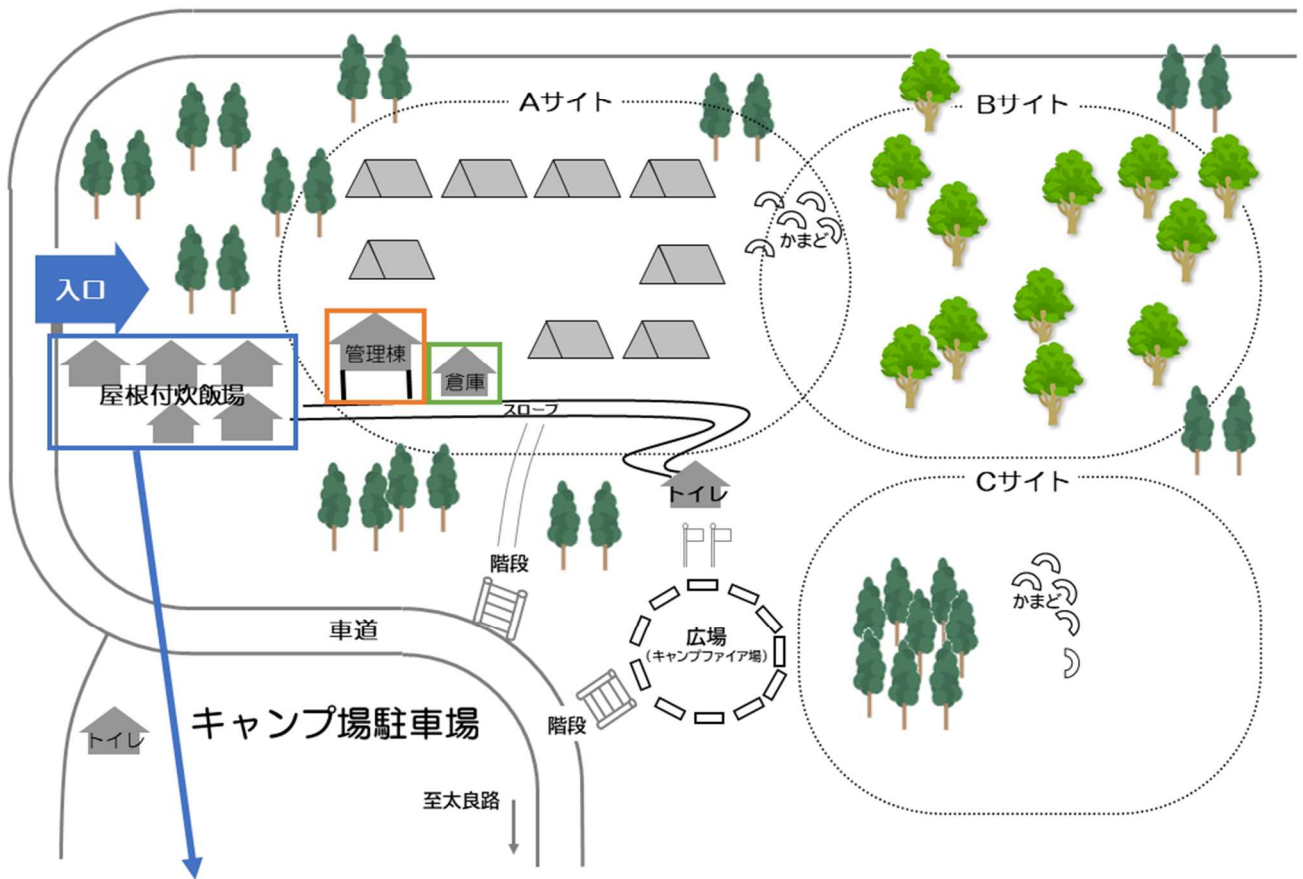 Aサイト
Bサイト
かまど
入口
管理棟
倉庫
屋根付炊飯場
スロープ
トイレ
Cサイト
階段
かまど
車道
広場
(キャンプファイア場)
キャンプ場駐車場
階段
トイレ
至太良路